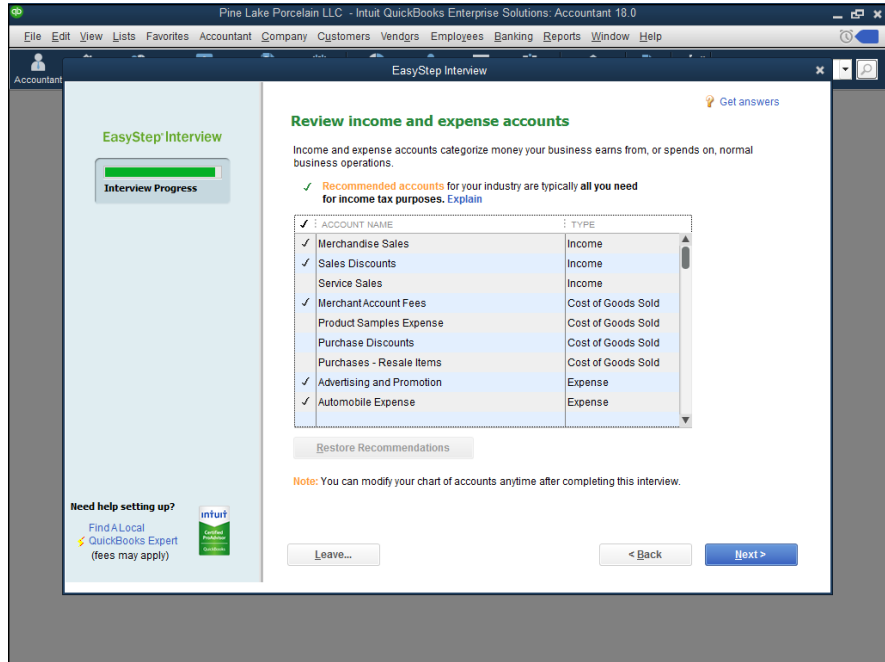 Pine Lake Porcelain LLC - Intuit QuickBooks Enterprise Solutions: Accountant 18.0
File Edit View Lists Favorites Accountant Company Customers Vendors Employees Banking Reports Window Help
Accountant
EasyStep Interview
Get answers
EasyStep Interview
Interview Progress
Review income and expense accounts
Income and expense accounts categorize money your business earns from, or spends on, normal
business operations.
✓ Recommended accounts for your industry are typically all you need
for income tax purposes. Explain
✓ ACCOUNT NAME TYPE
✓ Merchandise Sales Income
✓ Sales Discounts Income
Service Sales Income
✓ Merchant Account Fees Cost of Goods Sold
Product Samples Expense Cost of Goods Sold
Purchase Discounts Cost of Goods Sold
Purchases - Resale Items Cost of Goods Sold
✓ Advertising and Promotion Expense
✓ Automobile Expense Expense
Restore Recommendations
Note: You can modify your chart of accounts anytime after completing this interview.
Need help setting up?
Find A Local
QuickBooks Expert
(fees may apply)
intuit
Certified
ProAdvisor
QuickBooks
Leave...
< Back
Next >